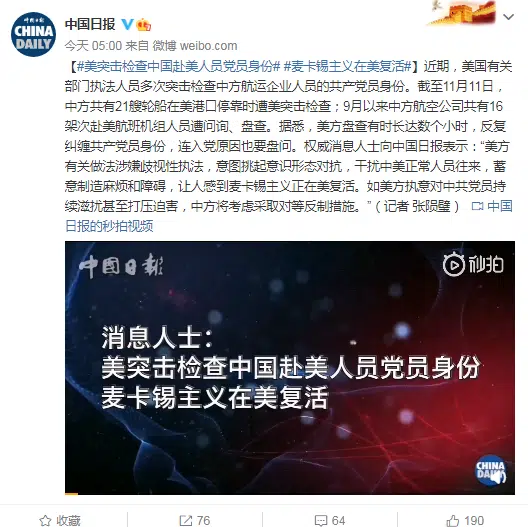 中国日报
今天 05:00 来自 微博 weibo.com
【#美突击检查中国赴美人员党员身份# #麦卡锡主义在美复活#】近期，美国有关
部门执法人员多次突击检查中方航运企业人员的共产党员身份。截至11月11日，
中方共有21艘轮船在美港口停靠时遭美突击检查；9月以来中方航空公司共有16
架次赴美航班机组人员遭问询、盘查。据悉，美方盘查有时长达数个小时，反复
纠缠共产党员身份，连入党原因也要盘问。权威消息人士向中国日报表示：“美方
有关做法涉嫌歧视性执法，意图挑起意识形态对抗，干扰中美正常人员往来，蓄
意制造麻烦和障碍，让人感到麦卡锡主义正在美复活。如美方执意对中共党员持
续滋扰甚至打压迫害，中方将考虑采取对等反制措施。”（记者 张陨璧） 中国
日报的秒拍视频
中国日报 秒拍
消息人士：
美突击检查中国赴美人员党员身份
麦卡锡主义在美复活
CHINA DAILY
收藏 76 64 190
中国日报
CHINA
DAILY